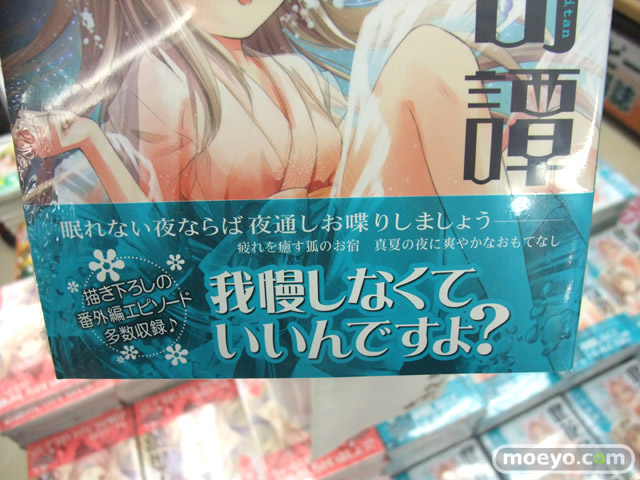 itan
の譚
眠れない夜ならば 夜通しお喋りしましょう――
疲れを癒す狐のお宿 真夏の夜に爽やかなおもてなし
描き下ろしの
番外編エピソード
多数収録♪
我慢しなくて
いいんですよ?
moeyo.com